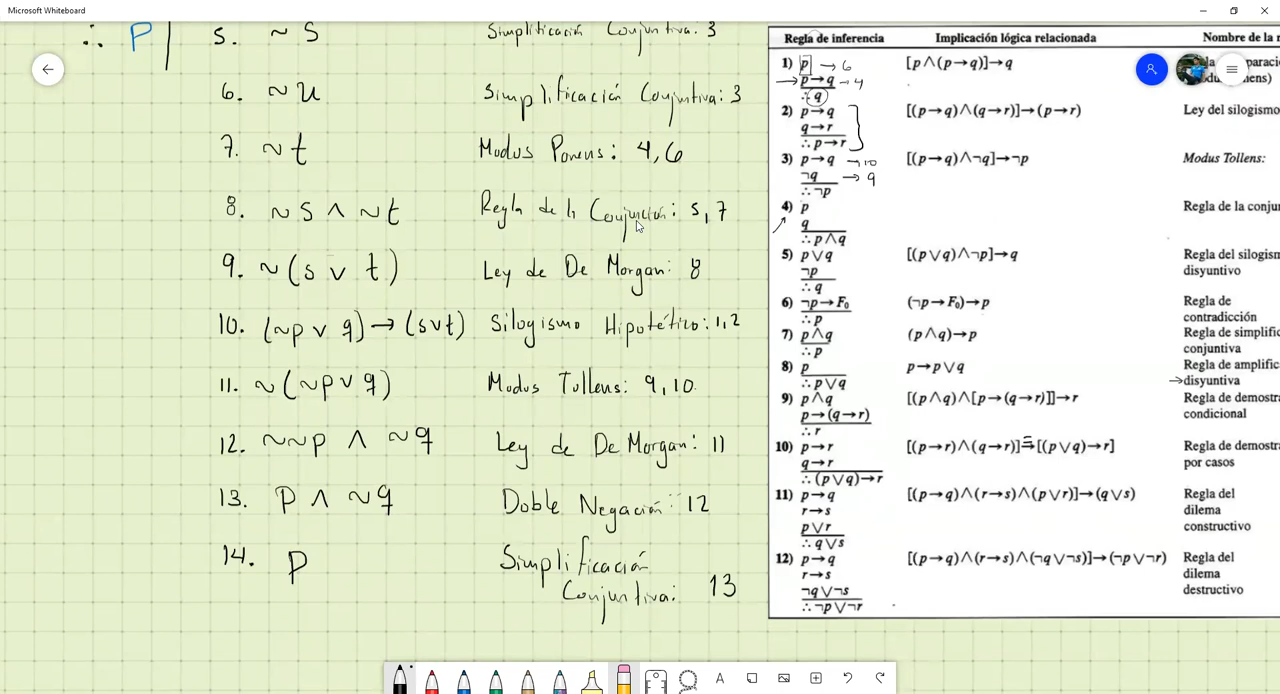 Microsoft Whiteboard
∴ P 5. ~ s Simplificación Conjuntiva: 3
6. ~u Simplificación Conjuntiva: 3
7. ~t Modus Ponens: 4,6
8. ~s ∧ ~t Regla de la Conjunción: 5,7
9. ~(s ∨ t) Ley de De Morgan: 8
10. (~p ∨ q) → (s∨t) Silogismo Hipotético: 1,2
11. ~(~p ∨ q) Modus Tollens: 9,10
12. ~~p ∧ ~q Ley de De Morgan: 11
13. P ∧ ~q Doble Negación: 12
14. P Simplificación
Conjuntiva: 13
Regla de inferencia Implicación lógica relacionada Nombre de la
1) p → 6 [p∧(p→q)]→q
→ p→q → 4
∴ q
2) p→q [(p→q)∧(q→r)]→(p→r) Ley del silogismo
q→r
∴ p→r
3) p→q → 10 [(p→q)∧¬q]→¬p Modus Tollens:
¬q → 9
∴ ¬p
4) p Regla de la conjun
q
∴ p∧q
5) p∨q [(p∨q)∧¬p]→q Regla del silogism
¬p disyuntivo
∴ q
6) ¬p→F₀ (¬p→F₀)→p Regla de
∴ p contradicción
7) p∧q (p∧q)→p Regla de simplific
∴ p conjuntiva
8) p p→p∨q Regla de amplific
∴ p∨q → disyuntiva
9) p∧q [(p∧q)∧[p→(q→r)]]→r Regla de demostra
p→(q→r) condicional
∴ r
10) p→r [(p→r)∧(q→r)]→[(p∨q)→r] Regla de demostra
q→r por casos
∴ (p∨q)→r
11) p→q [(p→q)∧(r→s)∧(p∨r)]→(q∨s) Regla del
r→s dilema
p∨r constructivo
∴ q∨s
12) p→q [(p→q)∧(r→s)∧(¬q∨¬s)]→(¬p∨¬r) Regla del
r→s dilema
¬q∨¬s destructivo
∴ ¬p∨¬r